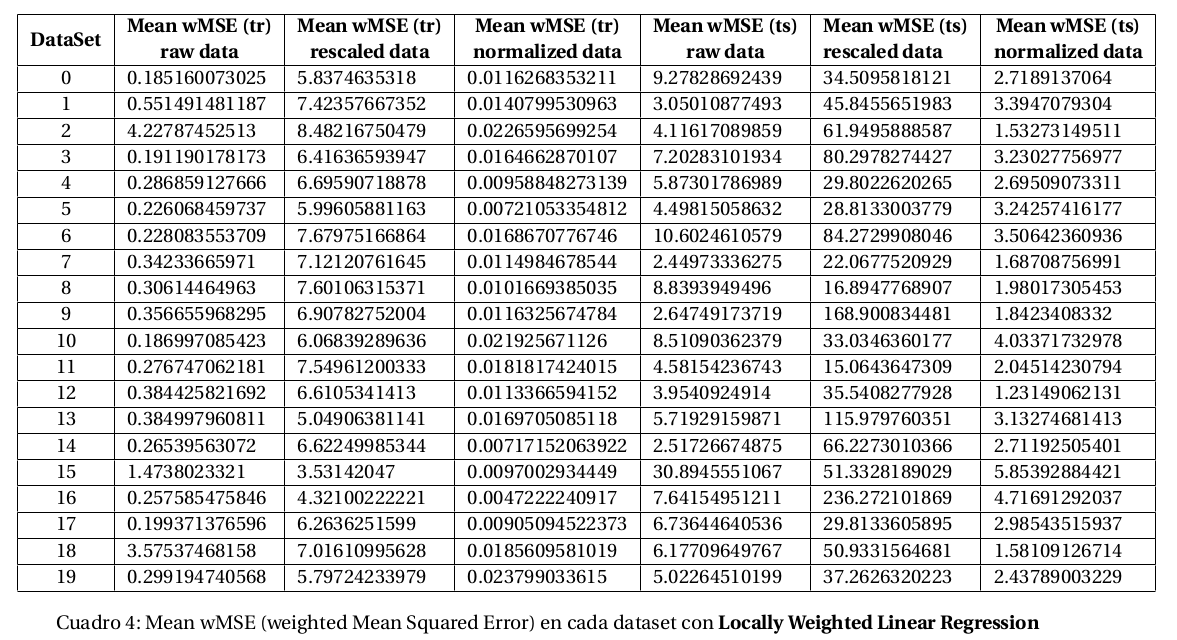 DataSet Mean wMSE (tr) raw data Mean wMSE (tr) rescaled data Mean wMSE (tr) normalized data Mean wMSE (ts) raw data Mean wMSE (ts) rescaled data Mean wMSE (ts) normalized data
0 0.185160073025 5.8374635318 0.0116268353211 9.27828692439 34.5095818121 2.7189137064
1 0.551491481187 7.42357667352 0.0140799530963 3.05010877493 45.8455651983 3.3947079304
2 4.22787452513 8.48216750479 0.0226595699254 4.11617089859 61.9495888587 1.53273149511
3 0.191190178173 6.41636593947 0.0164662870107 7.20283101934 80.2978274427 3.23027756977
4 0.286859127666 6.69590718878 0.00958848273139 5.87301786989 29.8022620265 2.69509073311
5 0.226068459737 5.99605881163 0.00721053354812 4.49815058632 28.8133003779 3.24257416177
6 0.228083553709 7.67975166864 0.0168670776746 10.6024610579 84.2729908046 3.50642360936
7 0.34233665971 7.12120761645 0.0114984678544 2.44973336275 22.0677520929 1.68708756991
8 0.30614464963 7.60106315371 0.0101669385035 8.8393949496 16.8947768907 1.98017305453
9 0.356655968295 6.90782752004 0.0116325674784 2.64749173719 168.900834481 1.8423408332
10 0.186997085423 6.06839289636 0.021925671126 8.51090362379 33.0346360177 4.03371732978
11 0.276747062181 7.54961200333 0.0181817424015 4.58154236743 15.0643647309 2.04514230794
12 0.384425821692 6.6105341413 0.0113366594152 3.9540924914 35.5408277928 1.23149062131
13 0.384997960811 5.04906381141 0.0169705085118 5.71929159871 115.979760351 3.13274681413
14 0.26539563072 6.62249985344 0.00717152063922 2.51726674875 66.2273010366 2.71192505401
15 1.4738023321 3.53142047 0.0097002934449 30.8945551067 51.3328189029 5.85392884421
16 0.257585475846 4.32100222221 0.0047222240917 7.64154951211 236.272101869 4.71691292037
17 0.199371376596 6.2636251599 0.00905094522373 6.73644640536 29.8133605895 2.98543515937
18 3.57537468158 7.01610995628 0.0185609581019 6.17709649767 50.9331564681 1.58109126714
19 0.299194740568 5.79724233979 0.023799033615 5.02264510199 37.2626320223 2.43789003229
Cuadro 4: Mean wMSE (weighted Mean Squared Error) en cada dataset con Locally Weighted Linear Regression